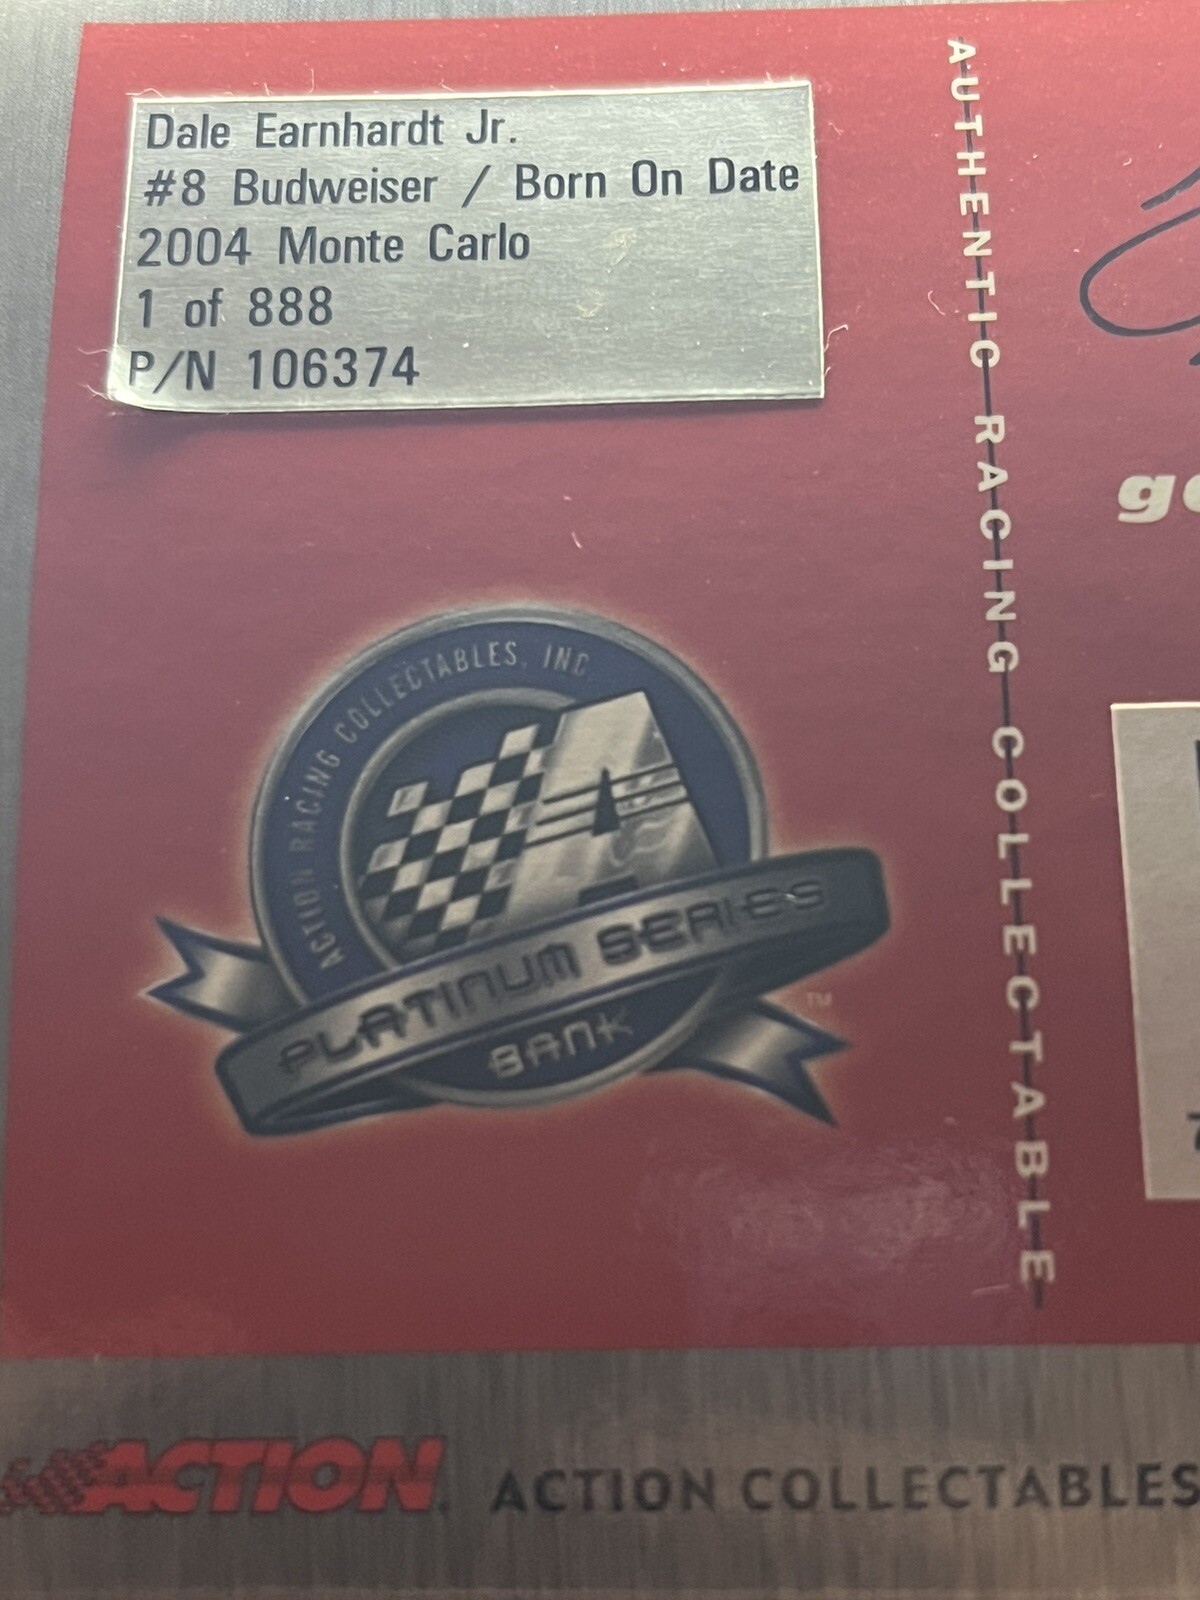 Dale Earnhardt Jr.
#8 Budweiser / Born On Date
2004 Monte Carlo
1 of 888
P/N 106374
AUTHENTIC RACING COLLECTABLE
ACTION RACING COLLECTABLES, INC.
A
PLATINUM SERIES
BANK
TM
ACTION
ACTION COLLECTABLES